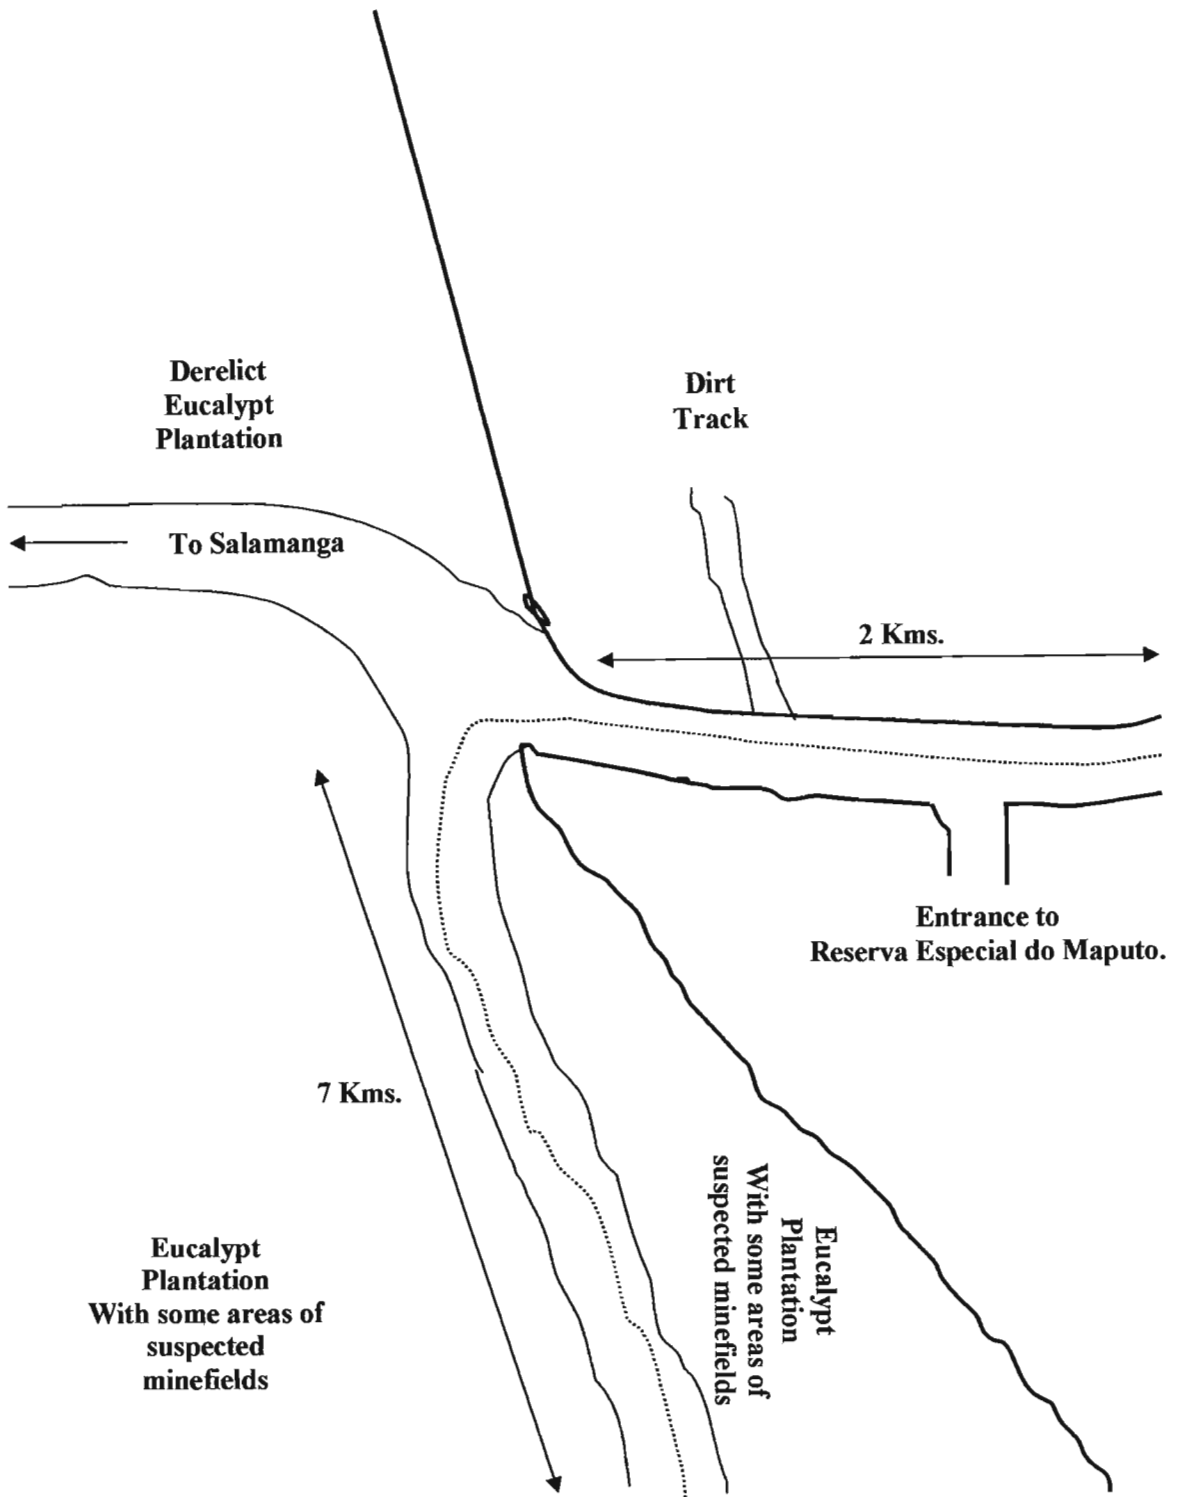 Derelict
Eucalypt
Plantation
Dirt
Track
To Salamanga
2 Kms.
Entrance to
Reserva Especial do Maputo.
7 Kms.
Eucalypt
Plantation
With some areas of
suspected minefields
Eucalypt
Plantation
With some areas of
suspected
minefields